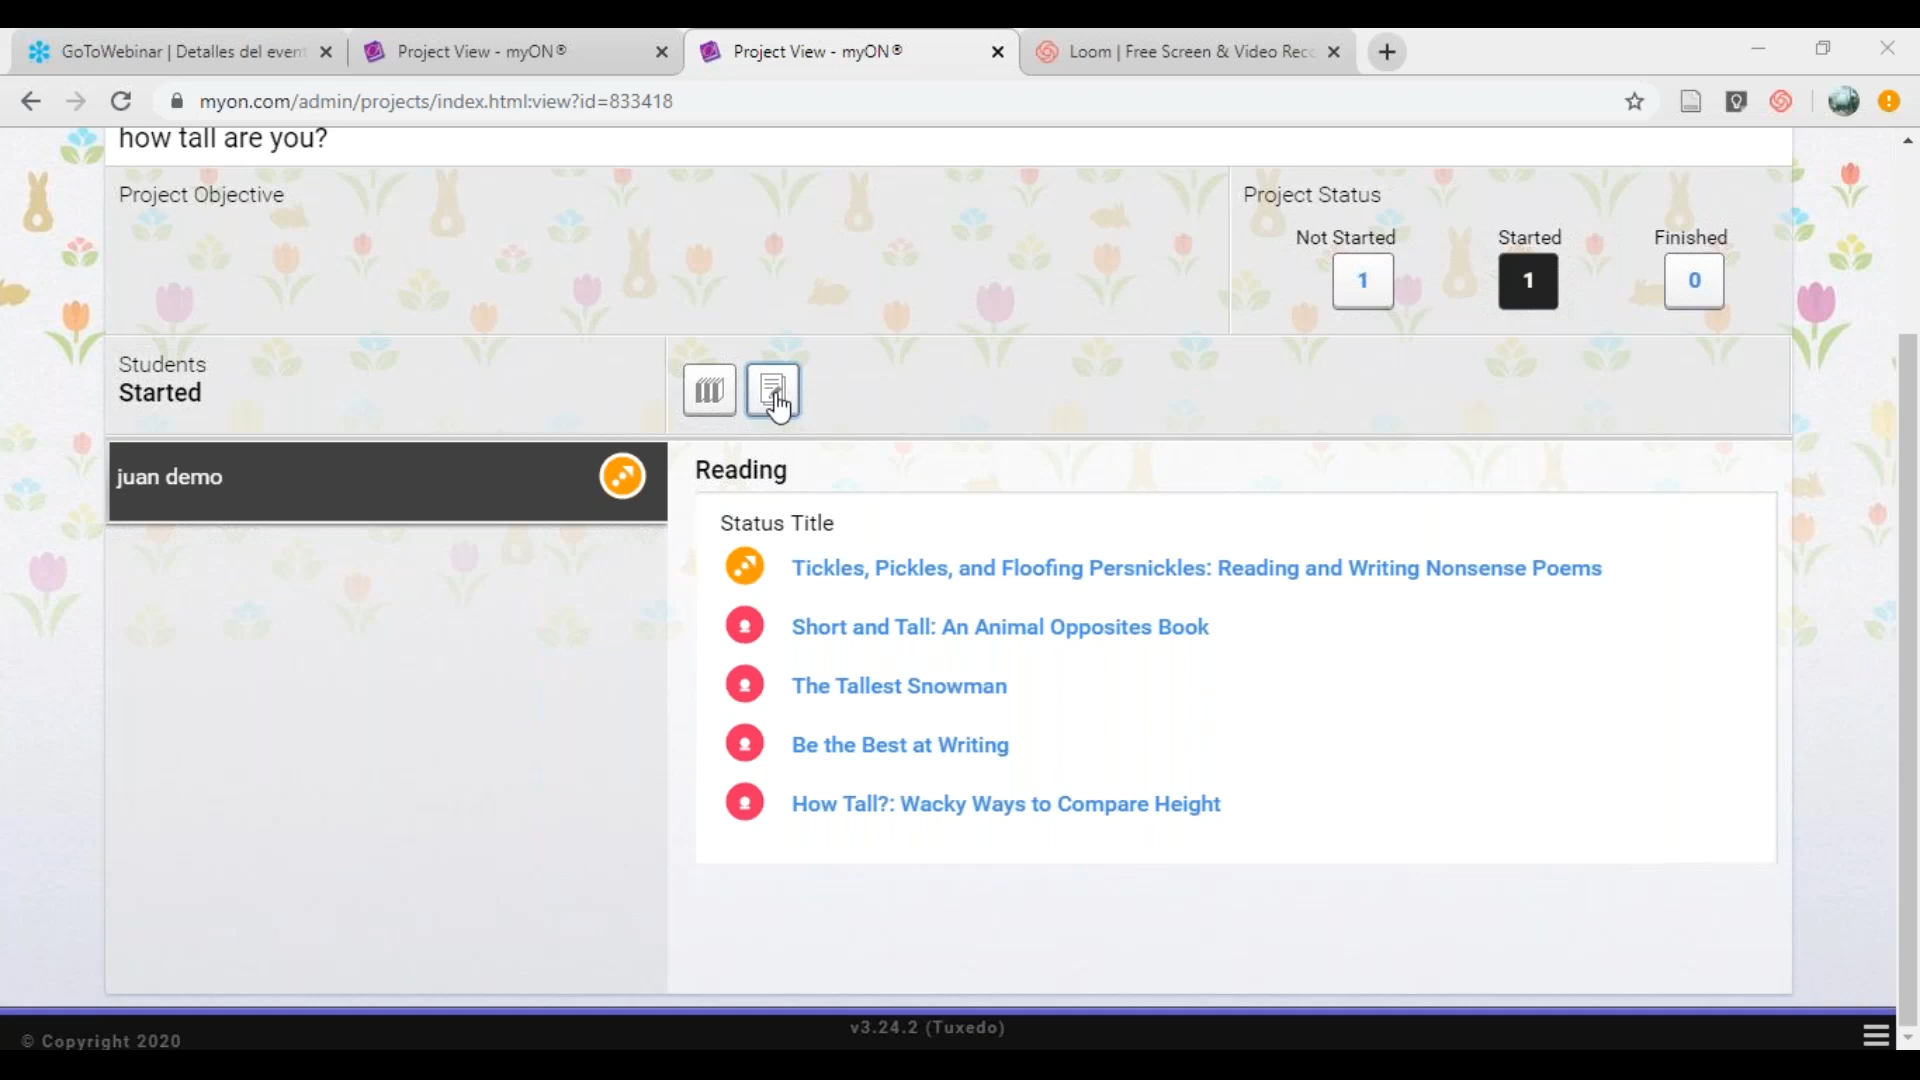 GoToWebinar | Detalles del event
Project View - myON®
Project View - myON®
Loom | Free Screen & Video Reco
myon.com/admin/projects/index.html:view?id=833418
how tall are you?
Project Objective
Project Status
Not Started
Started
Finished
1
1
0
Students
Started
juan demo
Reading
Status Title
Tickles, Pickles, and Floofing Persnickles: Reading and Writing Nonsense Poems
Short and Tall: An Animal Opposites Book
The Tallest Snowman
Be the Best at Writing
How Tall?: Wacky Ways to Compare Height
v3.24.2 (Tuxedo)
© Copyright 2020